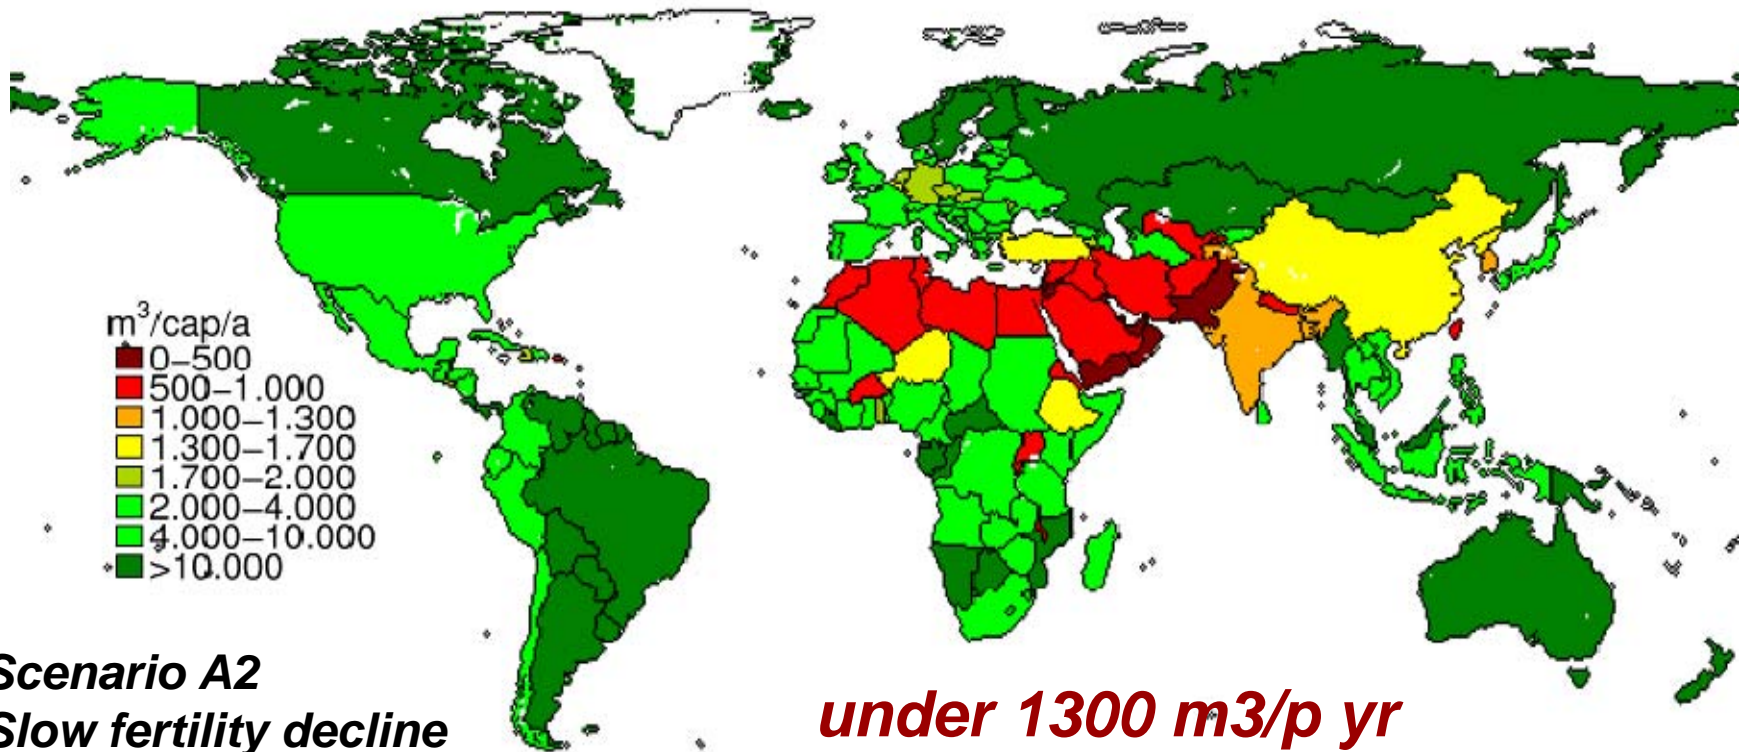 m³/cap/a
0–500
500–1.000
1.000–1.300
1.300–1.700
1.700–2.000
2.000–4.000
4.000–10.000
>10.000
Scenario A2
Slow fertility decline
under 1300 m3/p yr